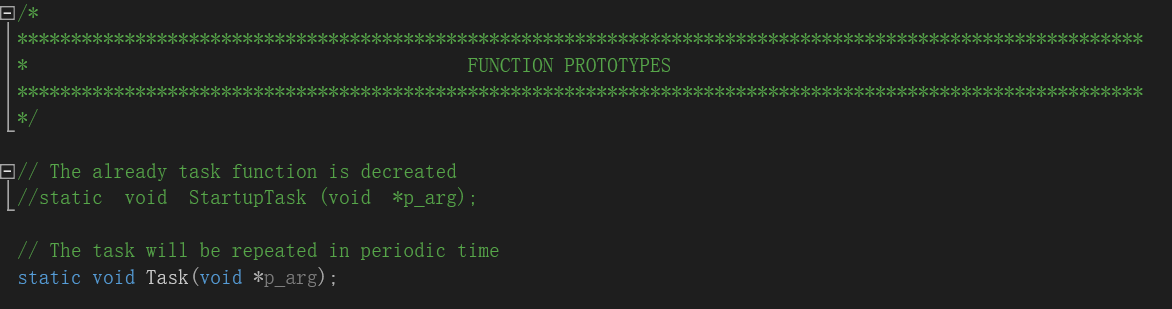 /*
*********************************************************************************************************
*                                         FUNCTION PROTOTYPES
*********************************************************************************************************
*/
// The already task function is decreated
//static  void  StartupTask (void  *p_arg);
// The task will be repeated in periodic time
static void Task(void *p_arg);